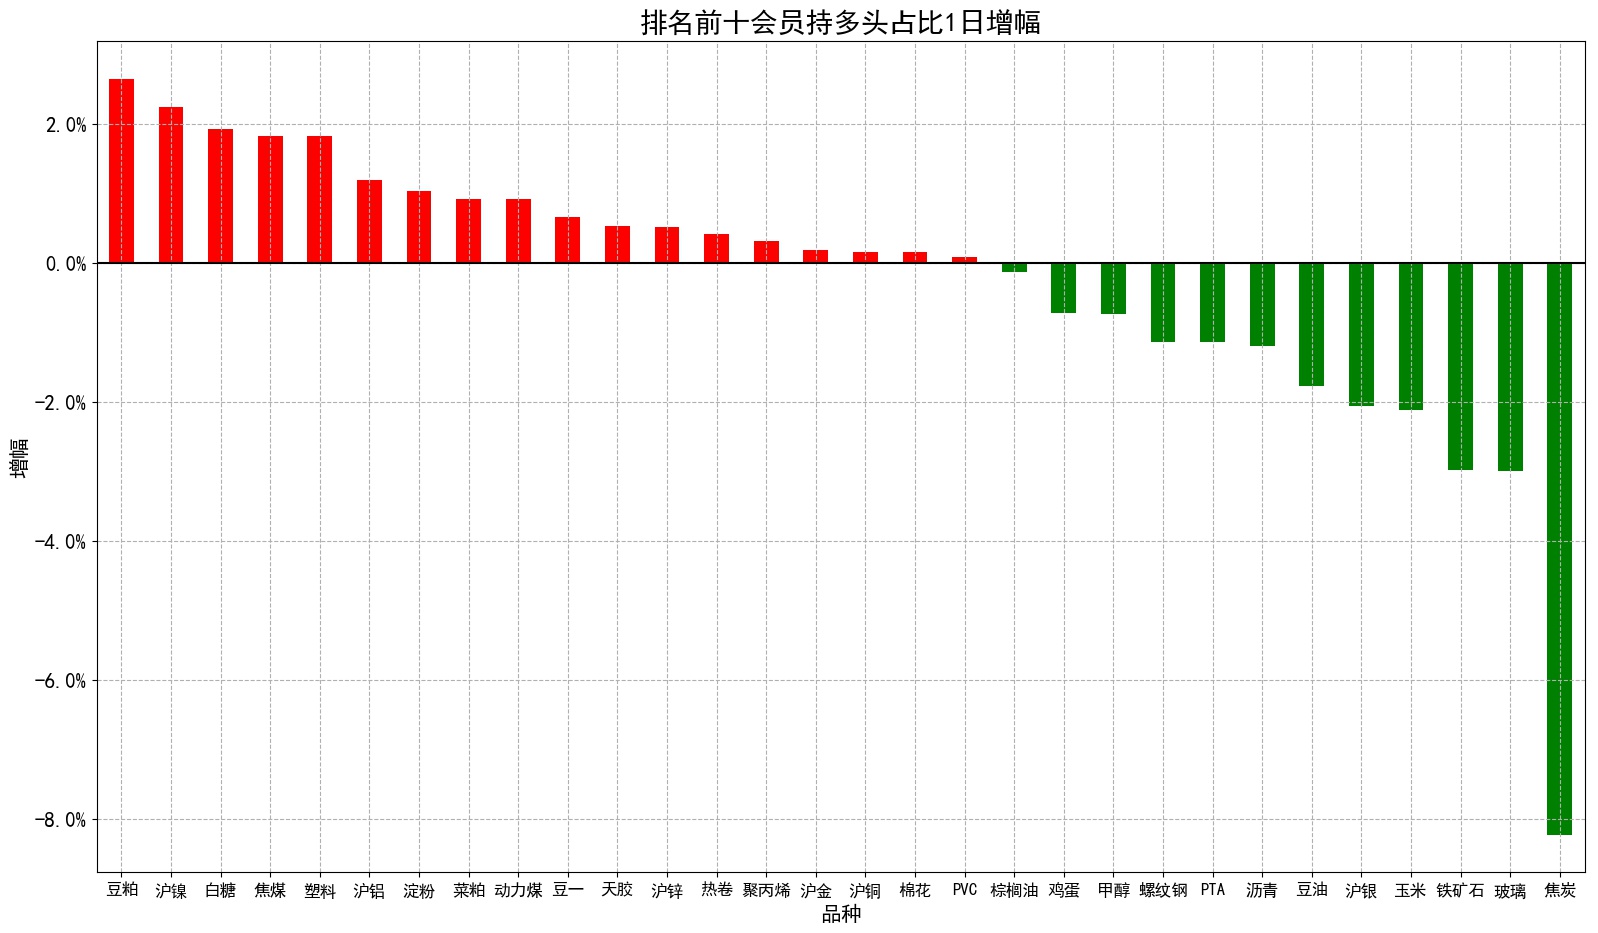 排名前十会员持多头占比1日增幅
增幅
2.0%
0.0%
−2.0%
−4.0%
−6.0%
−8.0%
豆粕 沪镍 白糖 焦煤 塑料 沪铝 淀粉 菜粕 动力煤 豆一 天胶 沪锌 热卷 聚丙烯 沪金 沪铜 棉花 PVC 棕榈油 鸡蛋 甲醇 螺纹钢 PTA 沥青 豆油 沪银 玉米 铁矿石 玻璃 焦炭
品种